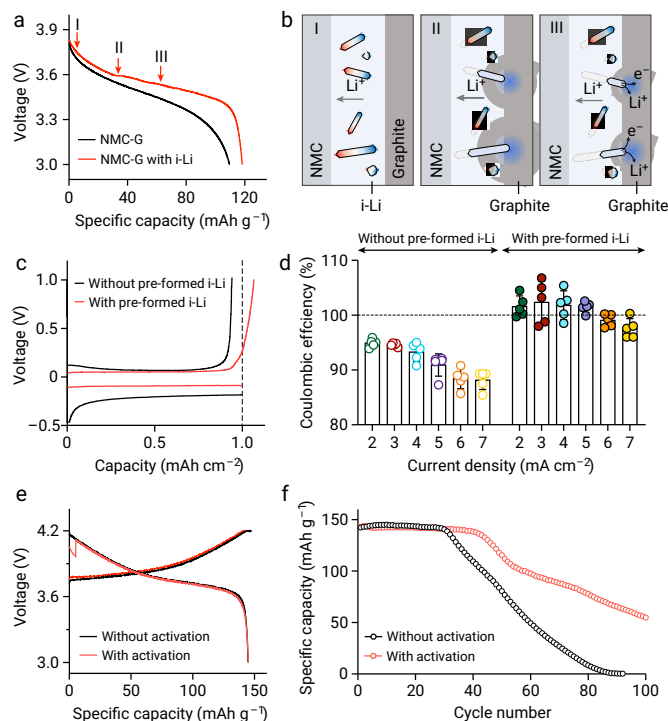 a
3.9
3.6
3.3
3.0
Voltage (V)
I
II
III
NMC-G
NMC-G with i-Li
0
40
80
120
Specific capacity (mAh g⁻¹)
b
I
II
III
Li⁺
Li⁺
Li⁺
e⁻
Li⁺
e⁻
Li⁺
NMC
Graphite
NMC
NMC
i-Li
Graphite
Graphite
c
Without pre-formed i-Li
With pre-formed i-Li
1.0
0.5
0
−0.5
Voltage (V)
0
0.5
1.0
Capacity (mAh cm⁻²)
d
Without pre-formed i-Li
With pre-formed i-Li
110
100
90
80
Coulombic effciency (%)
2 3 4 5 6 7 2 3 4 5 6 7
Current density (mA cm⁻²)
e
4.2
3.6
3.0
Voltage (V)
Without activation
With activation
0
50
100
150
Specific capacity (mAh g⁻¹)
f
150
100
50
0
Specific capacity (mAh g⁻¹)
Without activation
With activation
0
20
40
60
80
100
Cycle number